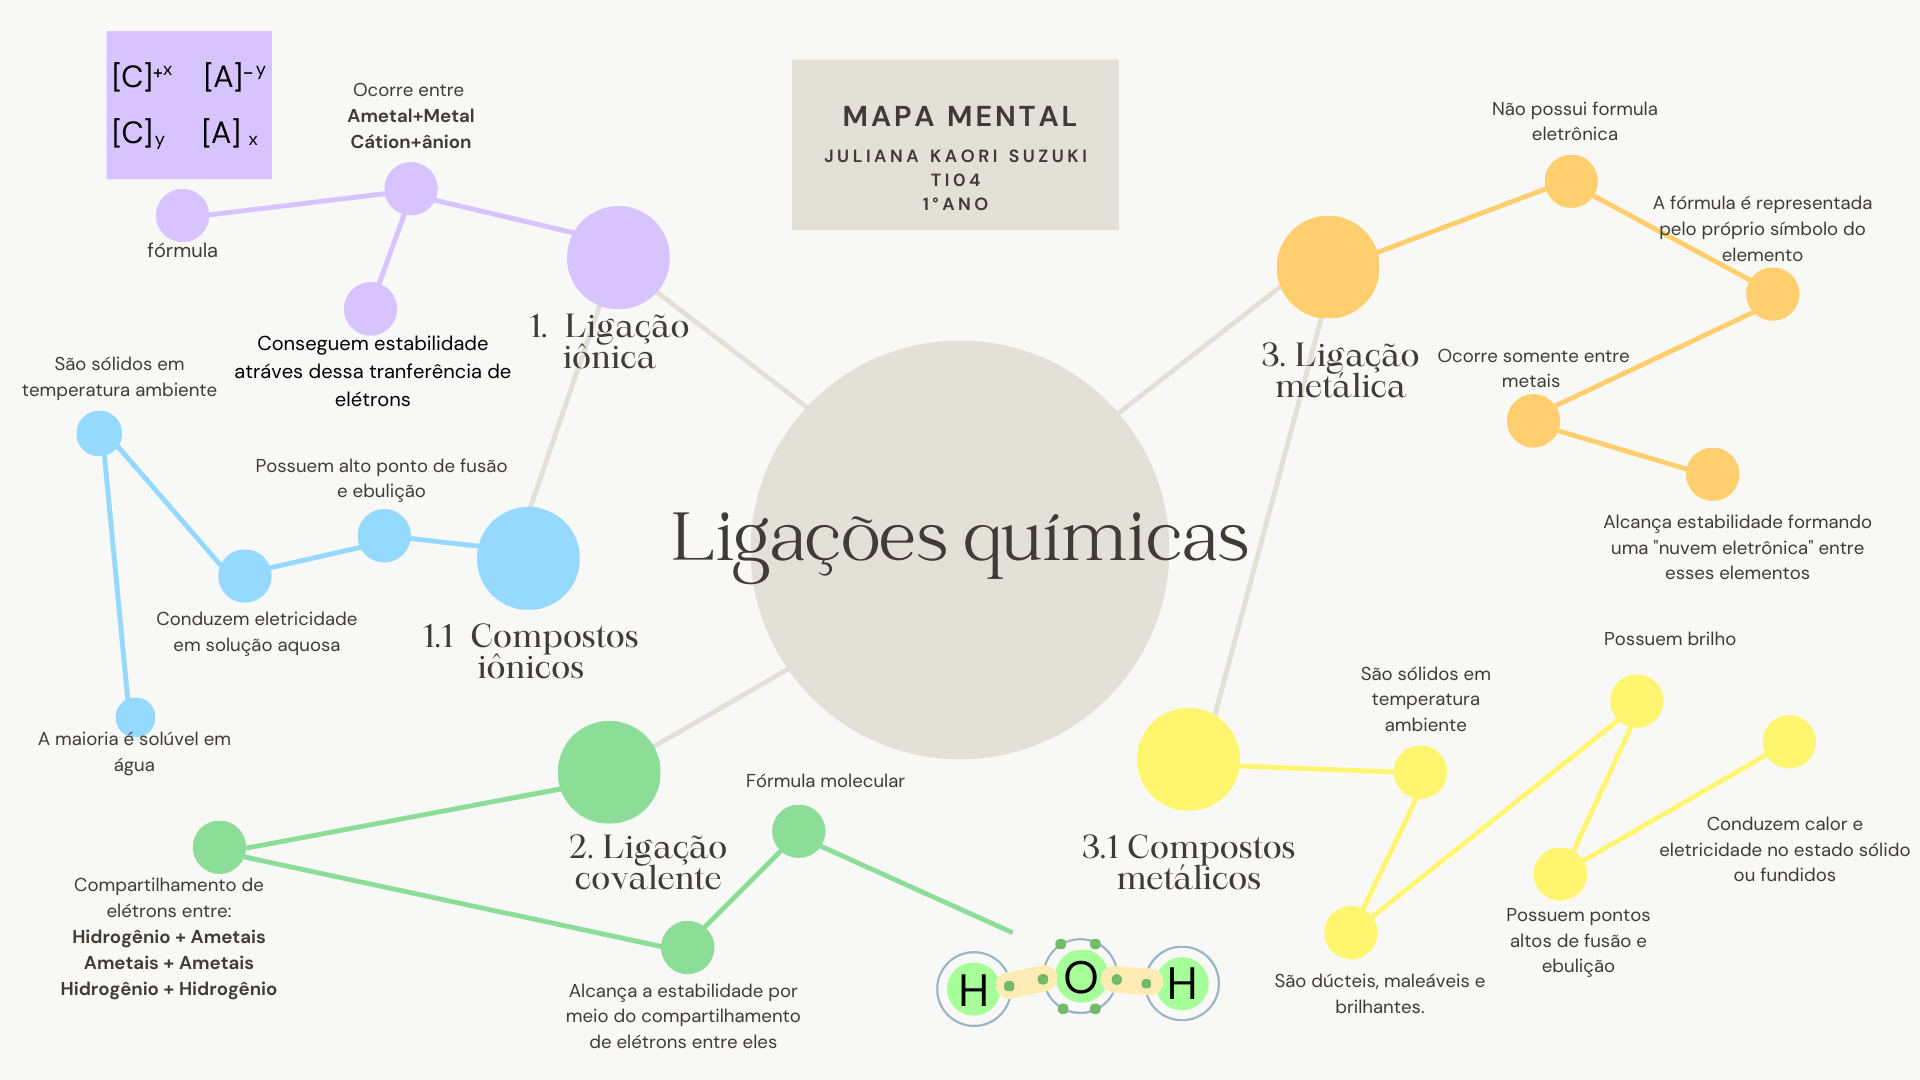 MAPA MENTAL
JULIANA KAORI SUZUKI
TI04
1°ANO
Ligações químicas
[C]+x [A]-y
[C]y [A] x
fórmula
Ocorre entre
Ametal+Metal
Cátion+ânion
Conseguem estabilidade
atráves dessa tranferência de
elétrons
1. Ligação
iônica
São sólidos em
temperatura ambiente
Possuem alto ponto de fusão
e ebulição
Conduzem eletricidade
em solução aquosa
1.1 Compostos
iônicos
A maioria é solúvel em
água
2. Ligação
covalente
Compartilhamento de
elétrons entre:
Hidrogênio + Ametais
Ametais + Ametais
Hidrogênio + Hidrogênio
Alcança a estabilidade por
meio do compartilhamento
de elétrons entre eles
Fórmula molecular
H O H
3. Ligação
metálica
Não possui formula
eletrônica
A fórmula é representada
pelo próprio símbolo do
elemento
Ocorre somente entre
metais
Alcança estabilidade formando
uma "nuvem eletrônica" entre
esses elementos
3.1 Compostos
metálicos
São sólidos em
temperatura
ambiente
São dúcteis, maleáveis e
brilhantes.
Possuem brilho
Possuem pontos
altos de fusão e
ebulição
Conduzem calor e
eletricidade no estado sólido
ou fundidos